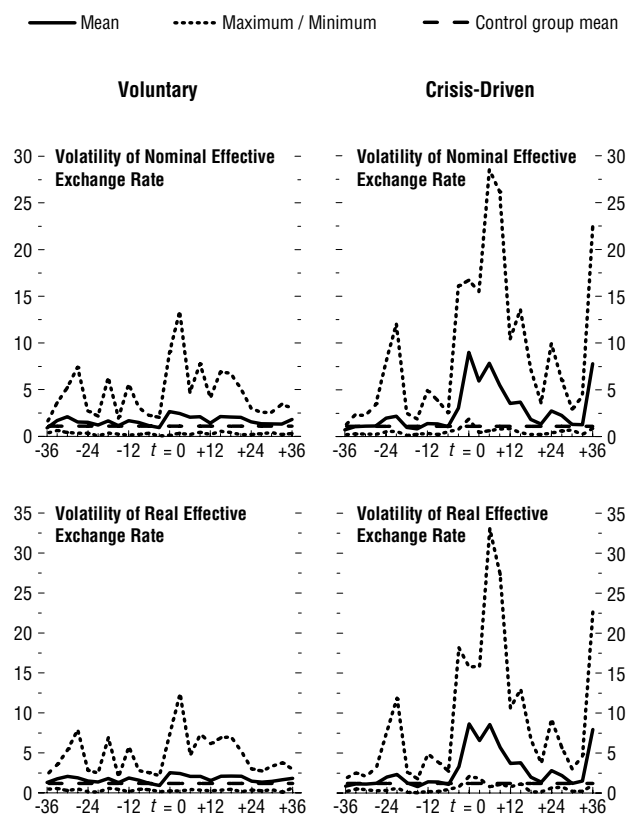 Mean Maximum / Minimum Control group mean
Voluntary Crisis-Driven
30 Volatility of Nominal Effective Volatility of Nominal Effective 30
Exchange Rate Exchange Rate
25 25
20 20
15 15
10 10
5 5
0 0
-36 -24 -12 t = 0 +12 +24 +36 -36 -24 -12 t = 0 +12 +24 +36
35 Volatility of Real Effective Volatility of Real Effective 35
Exchange Rate Exchange Rate
30 30
25 25
20 20
15 15
10 10
5 5
0 0
-36 -24 -12 t = 0 +12 +24 +36 -36 -24 -12 t = 0 +12 +24 +36